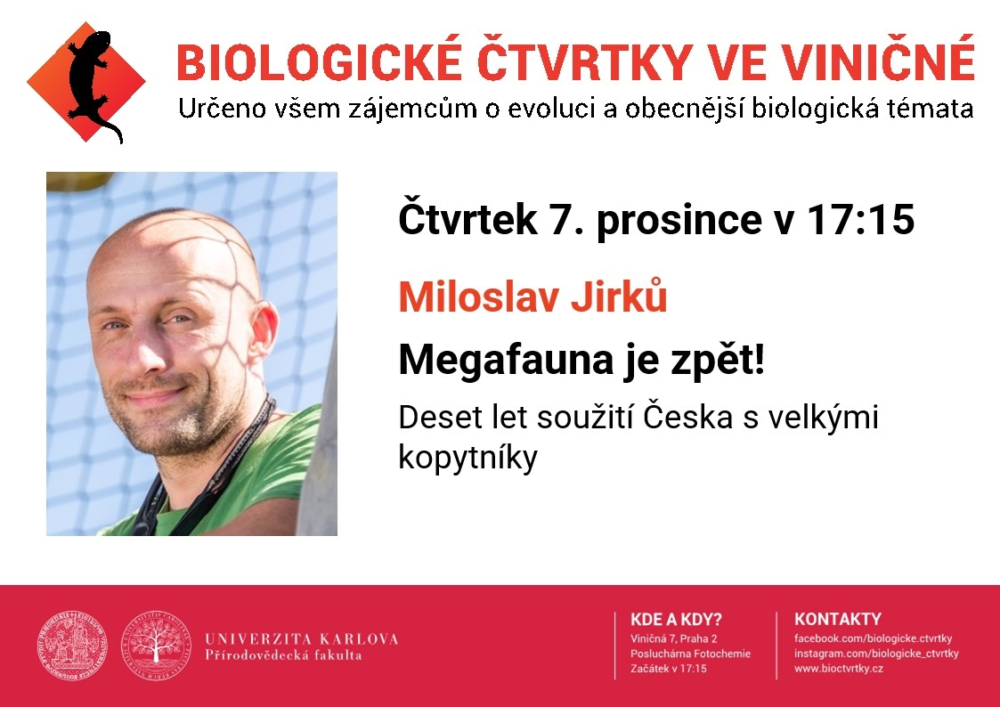 BIOLOGICKÉ ČTVRTKY VE VINIČNÉ
Určeno všem zájemcům o evoluci a obecnější biologická témata
Čtvrtek 7. prosince v 17:15
Miloslav Jirků
Megafauna je zpět!
Deset let soužití Česka s velkými
kopytníky
UNIVERZITA KARLOVA
Přírodovědecká fakulta
KDE A KDY?
Viničná 7, Praha 2
Posluchárna Fotochemie
Začátek v 17:15
KONTAKTY
facebook.com/biologicke.ctvrtky
instagram.com/biologicke_ctvrtky
www.bioctvrtky.cz